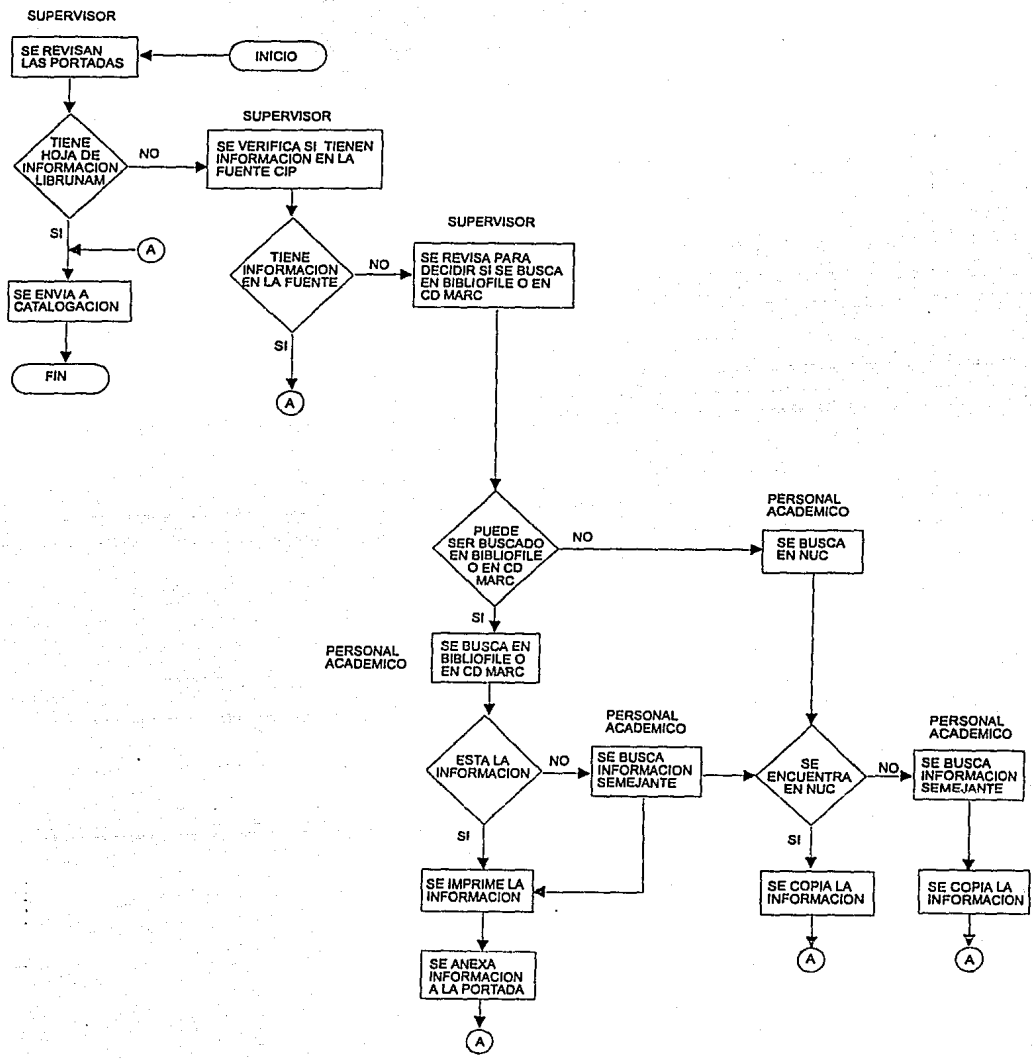 SUPERVISOR
SE REVISAN
LAS PORTADAS
INICIO
TIENE
HOJA DE
INFORMACION
LIBRUNAM
NO
SI
A
SE ENVIA A
CATALOGACION
FIN
SUPERVISOR
SE VERIFICA SI TIENEN
INFORMACION EN LA
FUENTE CIP
TIENE
INFORMACION
EN LA FUENTE
NO
SI
A
SUPERVISOR
SE REVISA PARA
DECIDIR SI SE BUSCA
EN BIBLIOFILE O EN
CD MARC
PUEDE
SER BUSCADO
EN BIBLIOFILE
O EN CD
MARC
NO
SI
PERSONAL
ACADEMICO
SE BUSCA
EN NUC
PERSONAL
ACADEMICO
SE BUSCA EN
BIBLIOFILE O
EN CD MARC
ESTA LA
INFORMACION
NO
SI
PERSONAL
ACADEMICO
SE BUSCA
INFORMACION
SEMEJANTE
SE
ENCUENTRA
EN NUC
NO
SI
PERSONAL
ACADEMICO
SE BUSCA
INFORMACION
SEMEJANTE
SE IMPRIME LA
INFORMACION
SE COPIA LA
INFORMACION
SE COPIA LA
INFORMACION
SE ANEXA
INFORMACION
A LA PORTADA
A
A
A